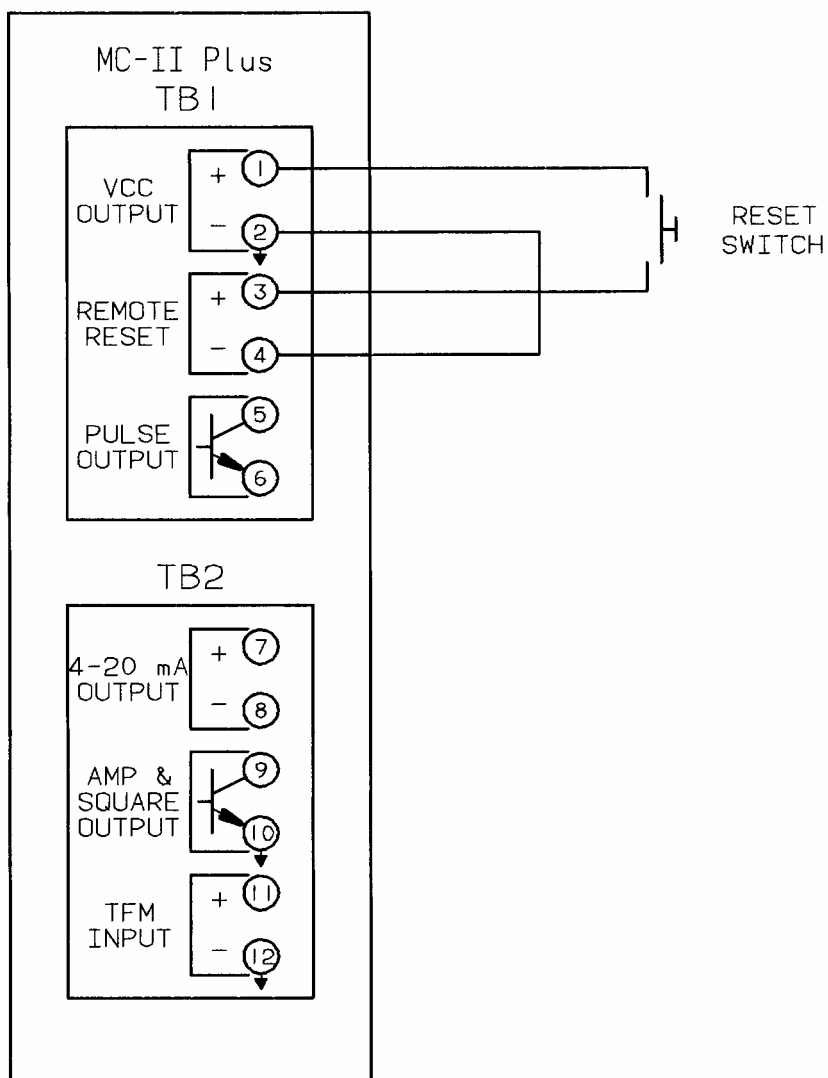 MC-II Plus
TB1
VCC
OUTPUT
+ 1
- 2
REMOTE
RESET
+ 3
- 4
PULSE
OUTPUT
5
6
RESET
SWITCH
TB2
4-20 mA
OUTPUT
+ 7
- 8
AMP &
SQUARE
OUTPUT
9
10
TFM
INPUT
+ 11
- 12